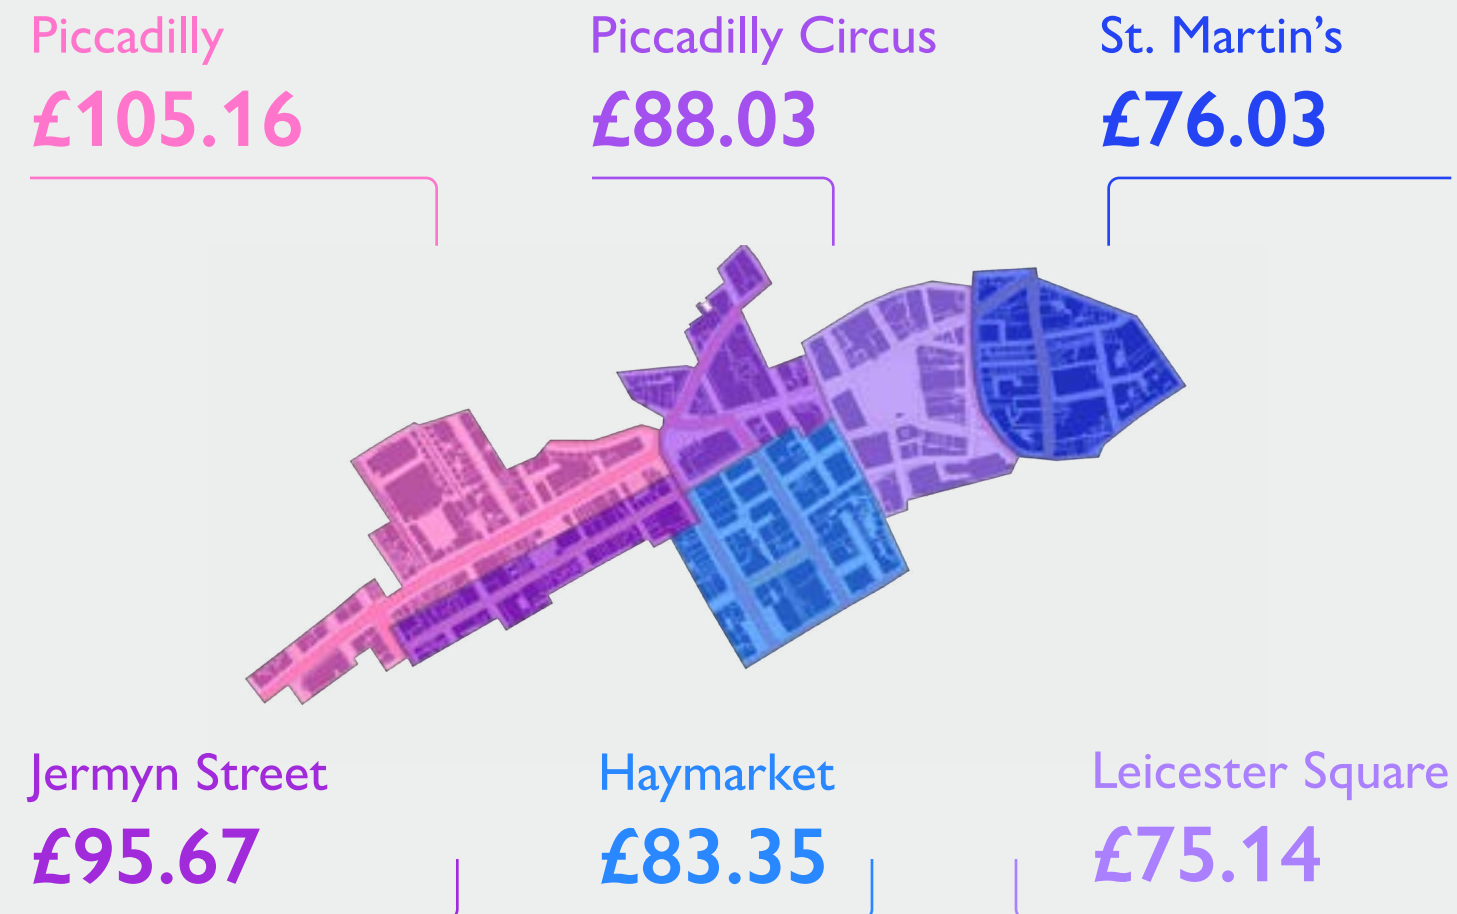 Piccadilly
£105.16
Piccadilly Circus
£88.03
St. Martin’s
£76.03
Jermyn Street
£95.67
Haymarket
£83.35
Leicester Square
£75.14